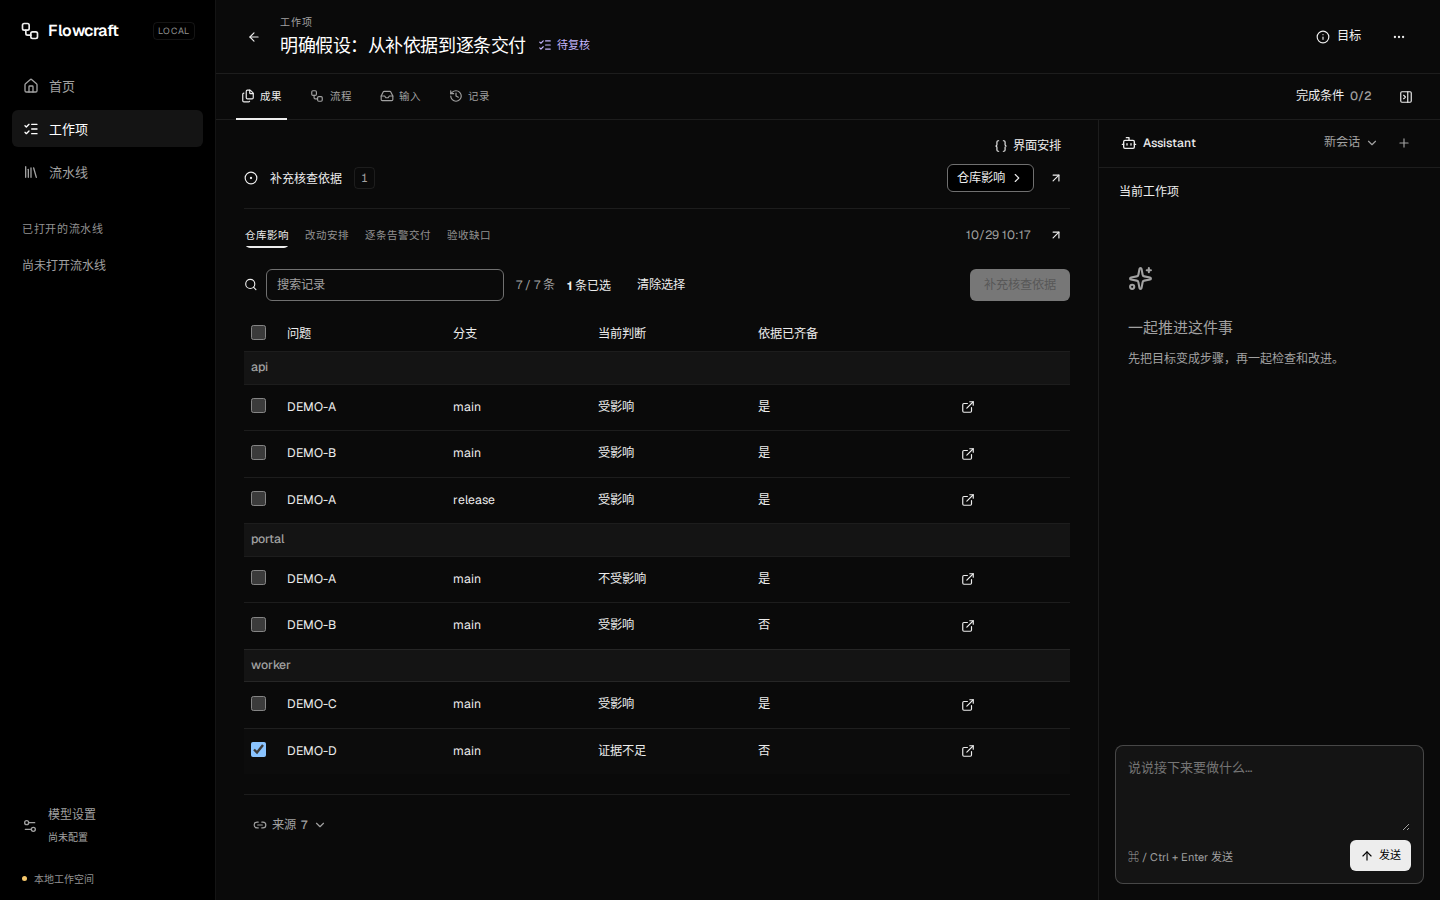 Flowcraft
LOCAL
首页
工作项
流水线
已打开的流水线
尚未打开流水线
模型设置
尚未配置
本地工作空间
工作项
明确假设：从补依据到逐条交付
待复核
目标
成果
流程
输入
记录
完成条件 0/2
{ } 界面安排
补充核查依据 1
仓库影响
仓库影响
改动安排
逐条告警交付
验收缺口
10/29 10:17
搜索记录
7 / 7 条
1 条已选
清除选择
补充核查依据
问题 分支 当前判断 依据已齐备
api
DEMO-A main 受影响 是
DEMO-B main 受影响 是
DEMO-A release 受影响 是
portal
DEMO-A main 不受影响 是
DEMO-B main 受影响 否
worker
DEMO-C main 受影响 是
DEMO-D main 证据不足 否
来源 7
Assistant
新会话
当前工作项
一起推进这件事
先把目标变成步骤，再一起检查和改进。
说说接下来要做什么...
⌘ / Ctrl + Enter 发送
发送